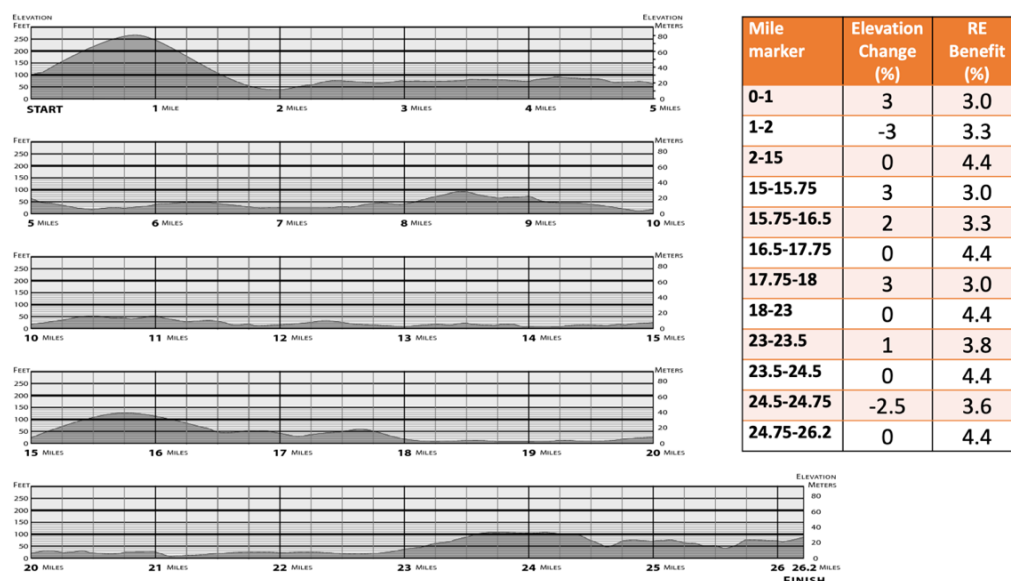 ELEVATION
FEET
250
200
150
100
50
0
START 1 MILE 2 MILES 3 MILES 4 MILES 5 MILES
ELEVATION
METERS
80
60
40
20
0
FEET
250
200
150
100
50
0
5 MILES 6 MILES 7 MILES 8 MILES 9 MILES 10 MILES
METERS
80
60
40
20
0
FEET
250
200
150
100
50
0
10 MILES 11 MILES 12 MILES 13 MILES 14 MILES 15 MILES
METERS
80
60
40
20
0
FEET
250
200
150
100
50
0
15 MILES 16 MILES 17 MILES 18 MILES 19 MILES 20 MILES
METERS
80
60
40
20
0
FEET
250
200
150
100
50
0
20 MILES 21 MILES 22 MILES 23 MILES 24 MILES 25 MILES 26 26.2 MILES
FINISH
ELEVATION
METERS
80
60
40
20
0
Mile marker Elevation Change (%) RE Benefit (%)
0-1 3 3.0
1-2 -3 3.3
2-15 0 4.4
15-15.75 3 3.0
15.75-16.5 2 3.3
16.5-17.75 0 4.4
17.75-18 3 3.0
18-23 0 4.4
23-23.5 1 3.8
23.5-24.5 0 4.4
24.5-24.75 -2.5 3.6
24.75-26.2 0 4.4